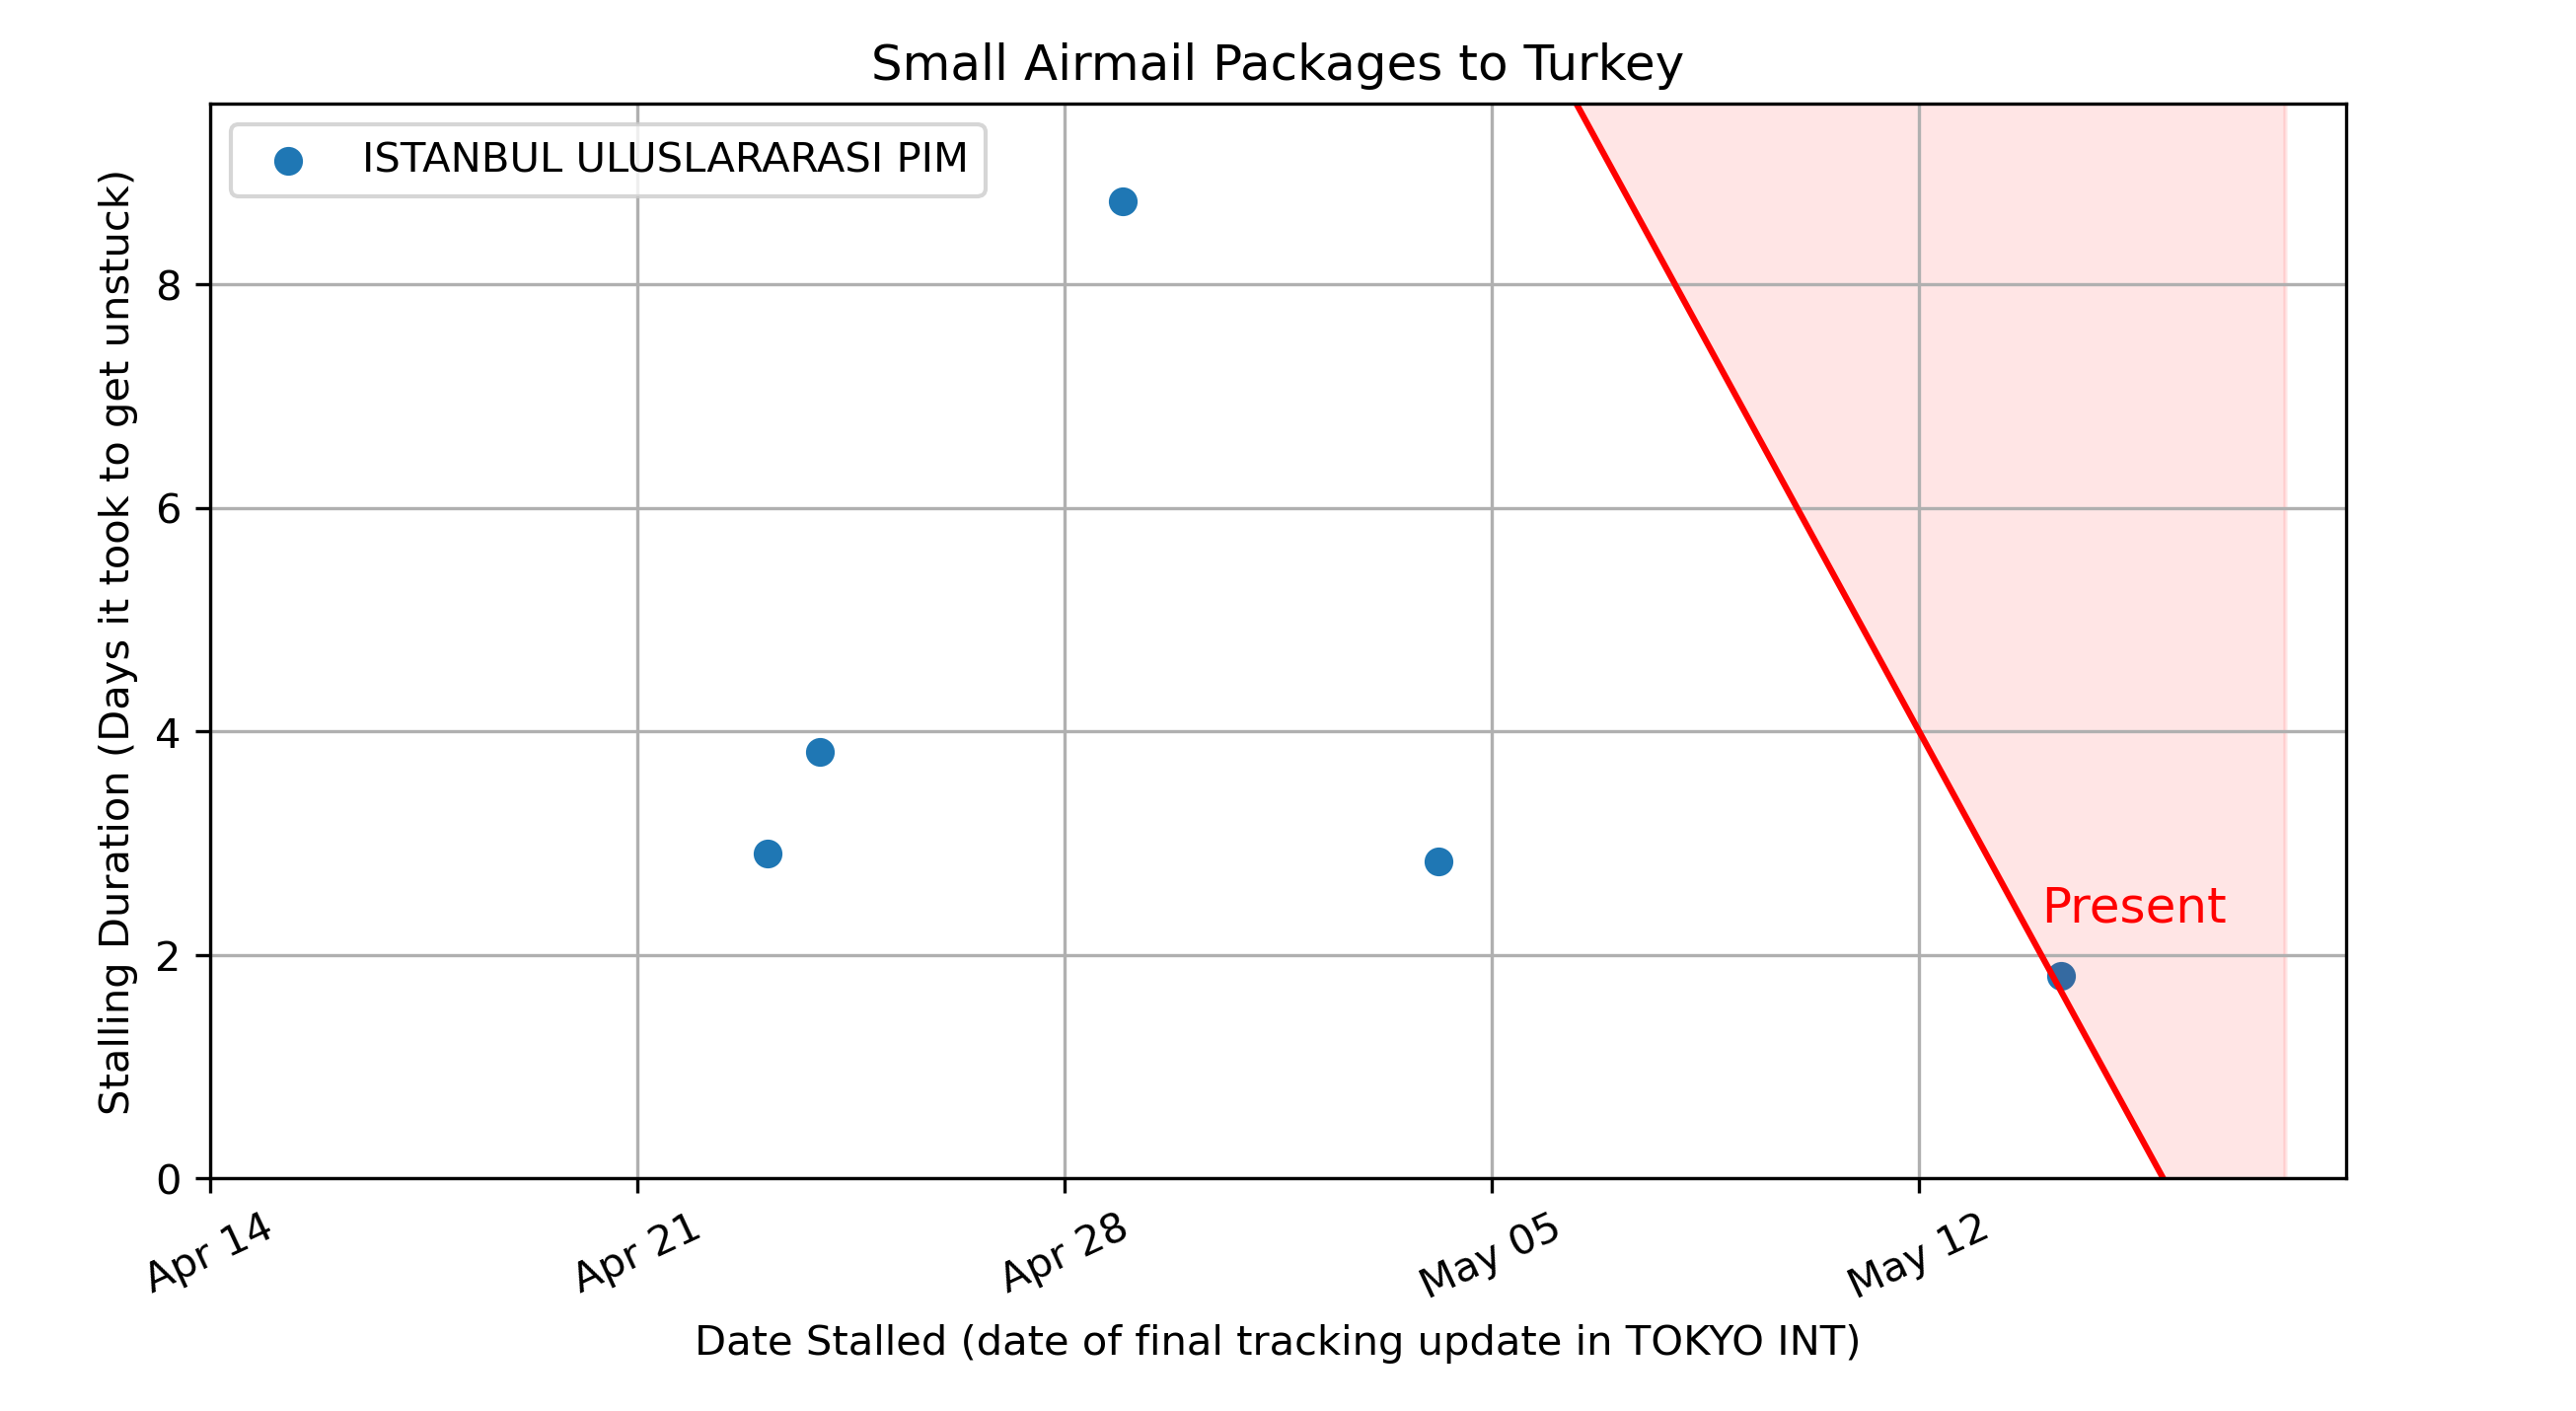 Small Airmail Packages to Turkey
ISTANBUL ULUSLARARASI PIM
Stalling Duration (Days it took to get unstuck)
8
6
4
2
0
Present
Apr 14
Apr 21
Apr 28
May 05
May 12
Date Stalled (date of final tracking update in TOKYO INT)